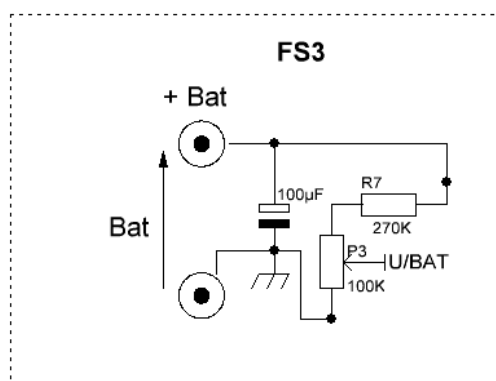 FS3
+ Bat
R7
100µF
270K
Bat
P3
U/BAT
100K